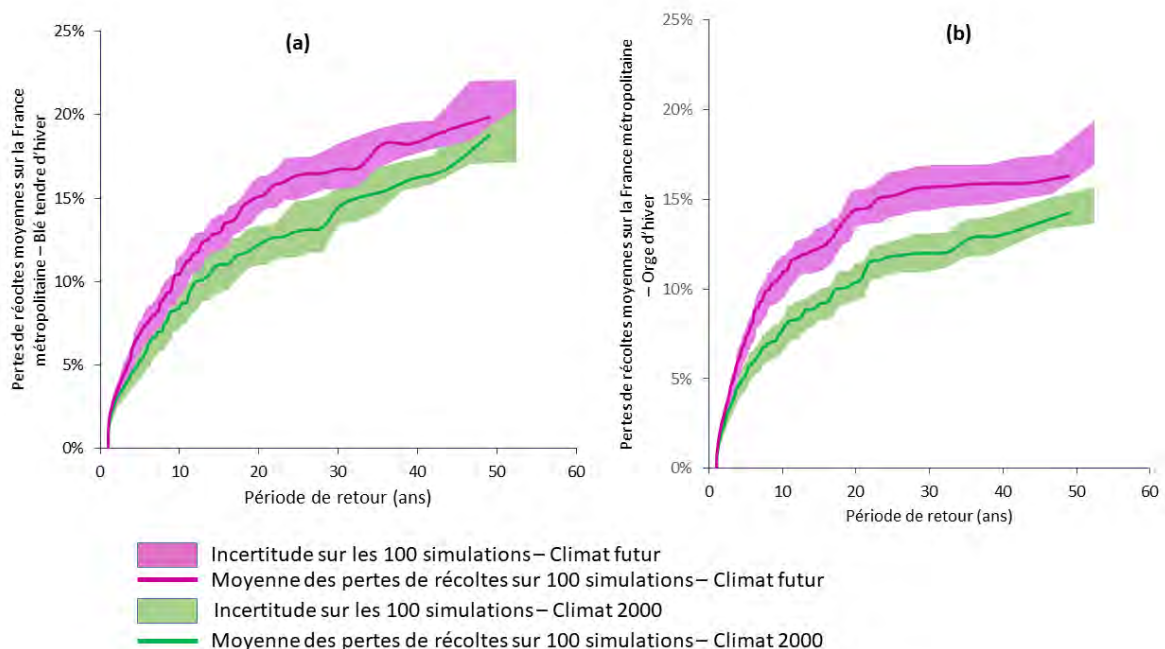 (a)
Pertes de réoclтes moyennes sur la France
métropolitaine – Blé tendre d'hiver
25%
20%
15%
10%
5%
0%
0 10 20 30 40 50 60
Période de retour (ans)
(b)
Pertes de récoltes moyennes sur la France métropolitaine
– Orge d'hiver
25%
20%
15%
10%
5%
0%
0 10 20 30 40 50 60
Période de retour (ans)
Incertitude sur les 100 simulations – Climat futur
Moyenne des pertes de récoltes sur 100 simulations – Climat futur
Incertitude sur les 100 simulations – Climat 2000
Moyenne des pertes de récoltes sur 100 simulations – Climat 2000